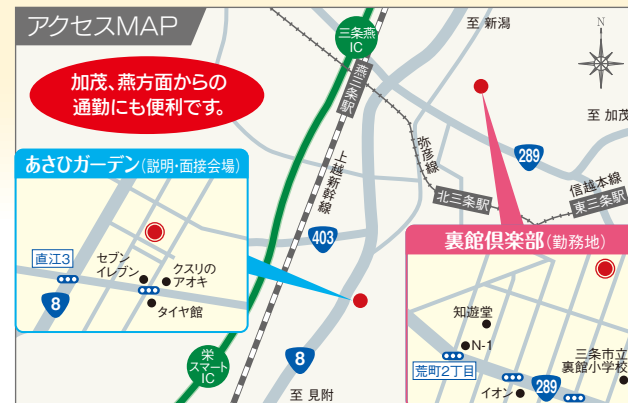 アクセスMAP
加茂、燕方面からの
通勤にも便利です。
三条燕
IC
燕三条駅
至 新潟
N
至 加茂
289
弥彦線
上越新幹線
北三条駅
信越本線
東三条駅
403
8
栄
スマート
IC
至 見附
あさひガーデン(説明・面接会場)
直江3
8
セブン
イレブン
クスリの
アオキ
タイヤ館
裏館倶楽部(勤務地)
知遊堂
N-1
荒町2丁目
イオン
289
三条市立
裏館小学校